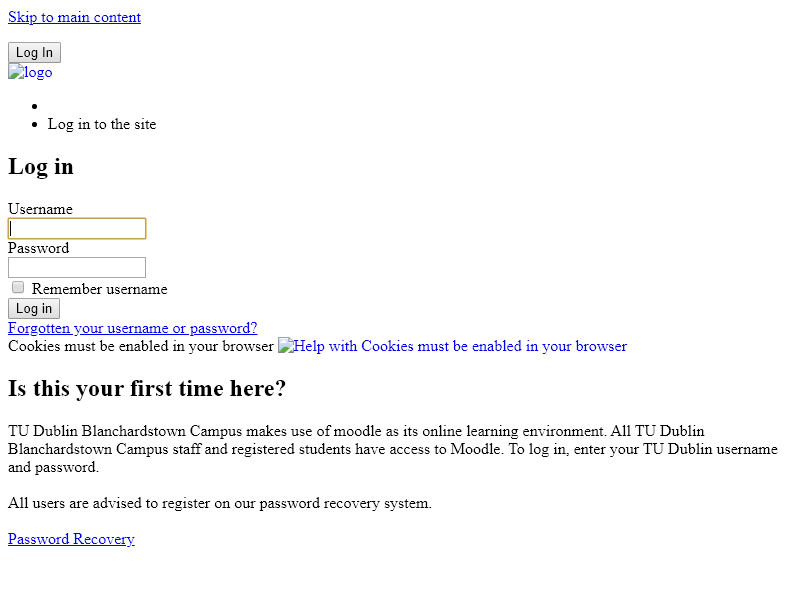 Skip to main content
Log In
logo
Log in to the site
Log in
Username
Password
Remember username
Log in
Forgotten your username or password?
Cookies must be enabled in your browser Help with Cookies must be enabled in your browser
Is this your first time here?
TU Dublin Blanchardstown Campus makes use of moodle as its online learning environment. All TU Dublin
Blanchardstown Campus staff and registered students have access to Moodle. To log in, enter your TU Dublin username
and password.
All users are advised to register on our password recovery system.
Password Recovery